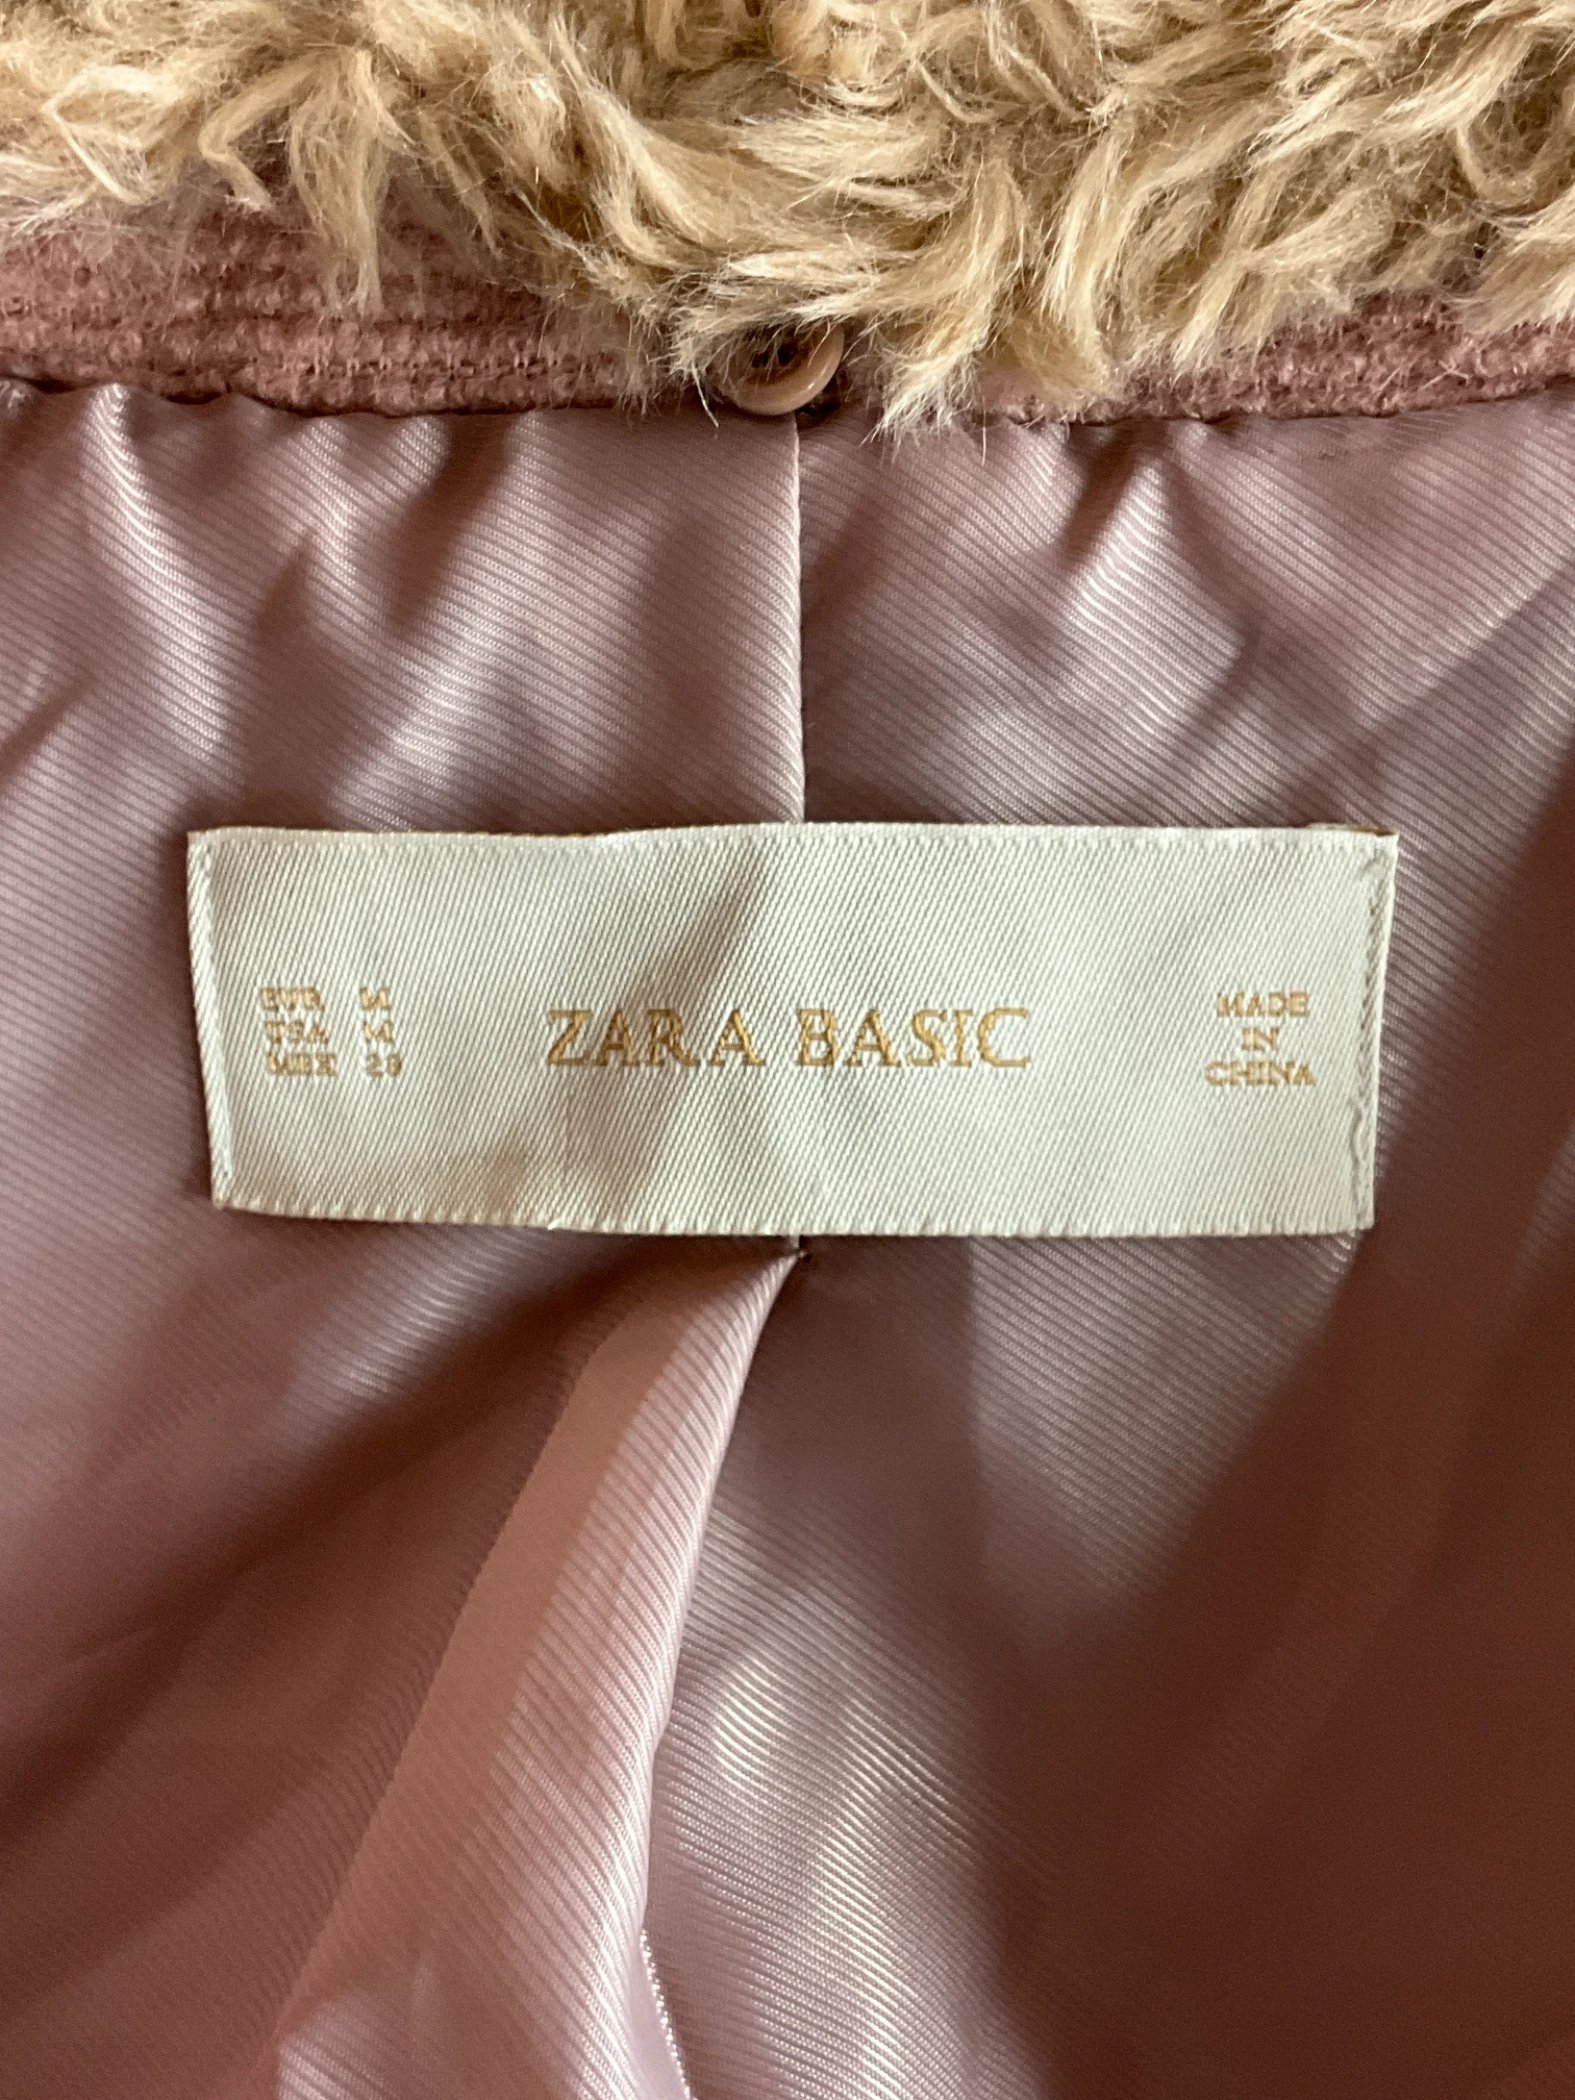 EUR M
USA M
MEX 28
ZARA BASIC
MADE
IN
CHINA